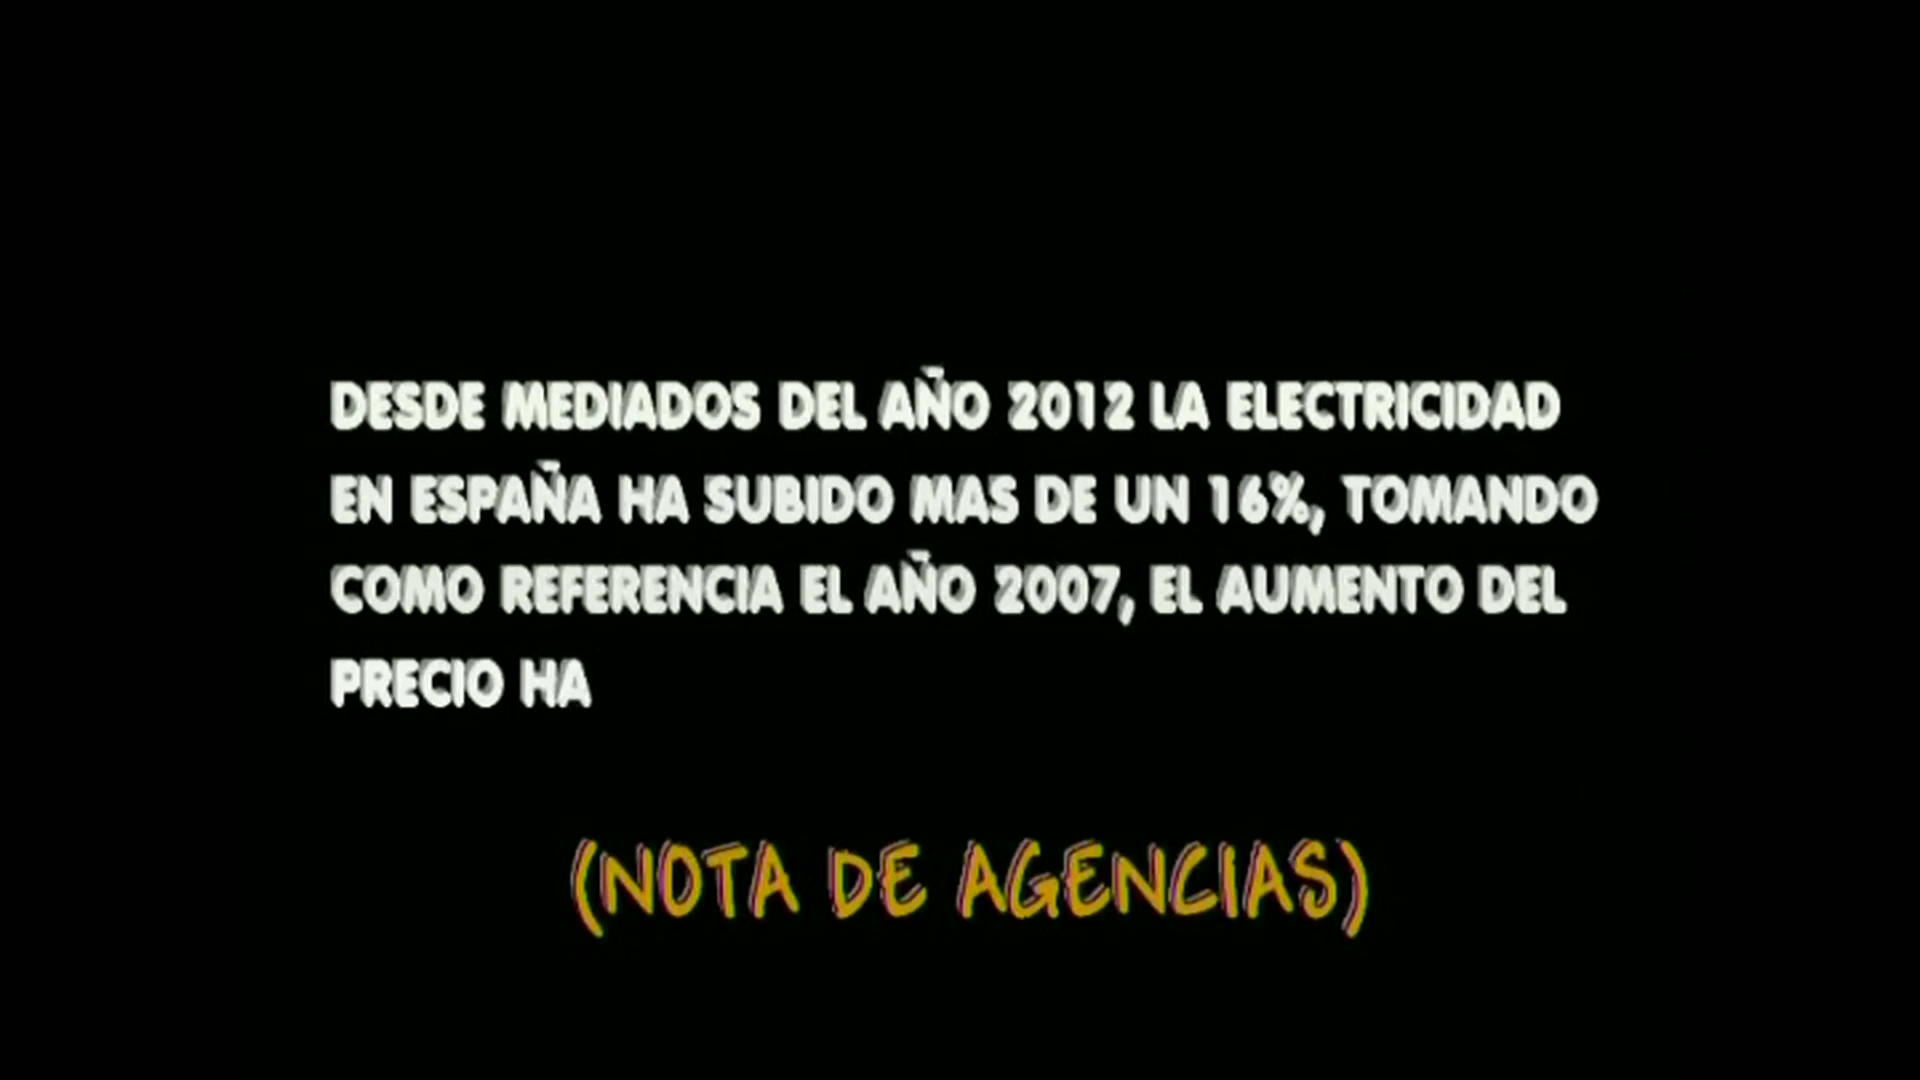 DESDE MEDIADOS DEL AÑO 2012 LA ELECTRICIDAD
EN ESPAÑA HA SUBIDO MAS DE UN 16%, TOMANDO
COMO REFERENCIA EL AÑO 2007, EL AUMENTO DEL
PRECIO HA
(NOTA DE AGENCIAS)